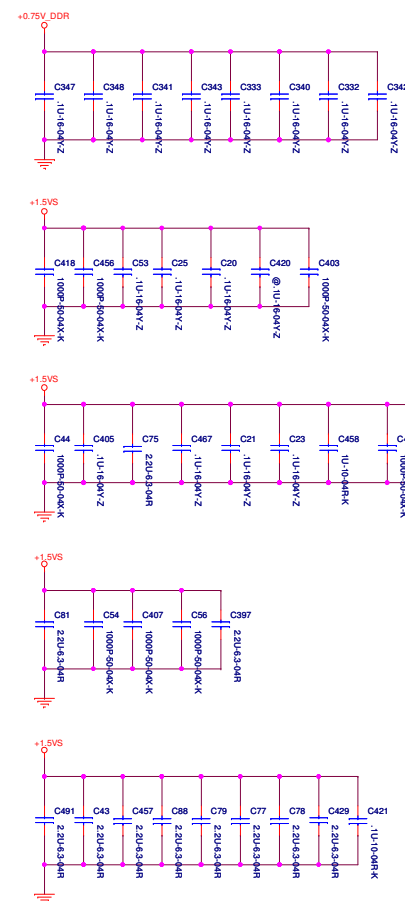 +0.75V_DDR
C347
C348
C341
C343
C333
C340
C332
C342
.1U-16-04Y-Z
.1U-16-04Y-Z
.1U-16-04Y-Z
.1U-16-04Y-Z
.1U-16-04Y-Z
.1U-16-04Y-Z
.1U-16-04Y-Z
.1U-16-04Y-Z
+1.5VS
C418
C456
C53
C25
C20
C420
C403
1000P-50-04X-K
1000P-50-04X-K
.1U-16-04Y-Z
.1U-16-04Y-Z
.1U-16-04Y-Z
@.1U-16-04Y-Z
1000P-50-04X-K
+1.5VS
C44
C405
C75
C467
C21
C23
C458
1000P-50-04X-K
.1U-16-04Y-Z
2.2U-6.3-04R
.1U-16-04Y-Z
.1U-16-04Y-Z
.1U-16-04Y-Z
1U-10-04R-K
1000P-50-04X-K
+1.5VS
C81
C54
C407
C56
C397
2.2U-6.3-04R
1000P-50-04X-K
1000P-50-04X-K
1000P-50-04X-K
2.2U-6.3-04R
+1.5VS
C491
C43
C457
C88
C79
C77
C78
C429
C421
2.2U-6.3-04R
2.2U-6.3-04R
2.2U-6.3-04R
2.2U-6.3-04R
2.2U-6.3-04R
2.2U-6.3-04R
2.2U-6.3-04R
2.2U-6.3-04R
.1U-10-04R-K